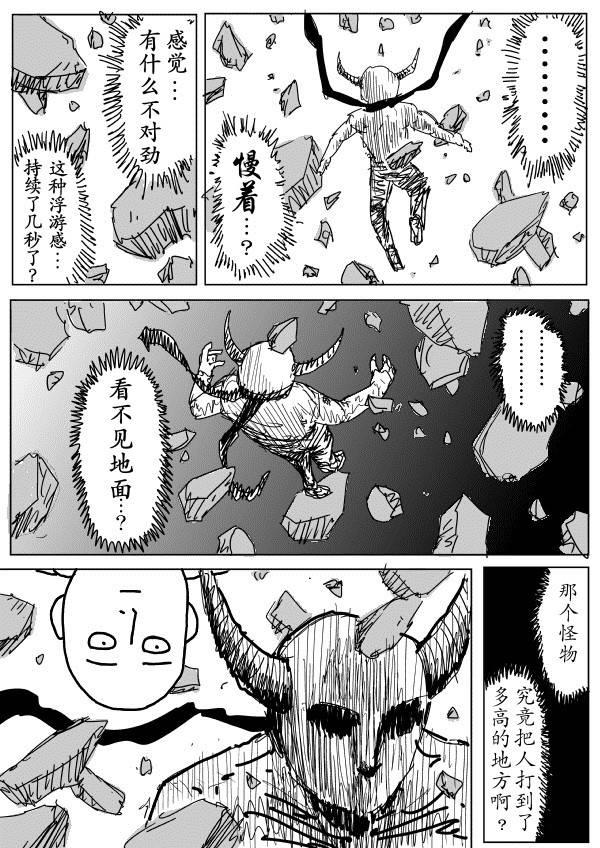 …………
慢着…?
感觉…
有什么不对劲
这种浮游感…
持续了几秒了?
…………
看不见地面…?
那个怪物
究竟把人打到了
多高的地方啊?